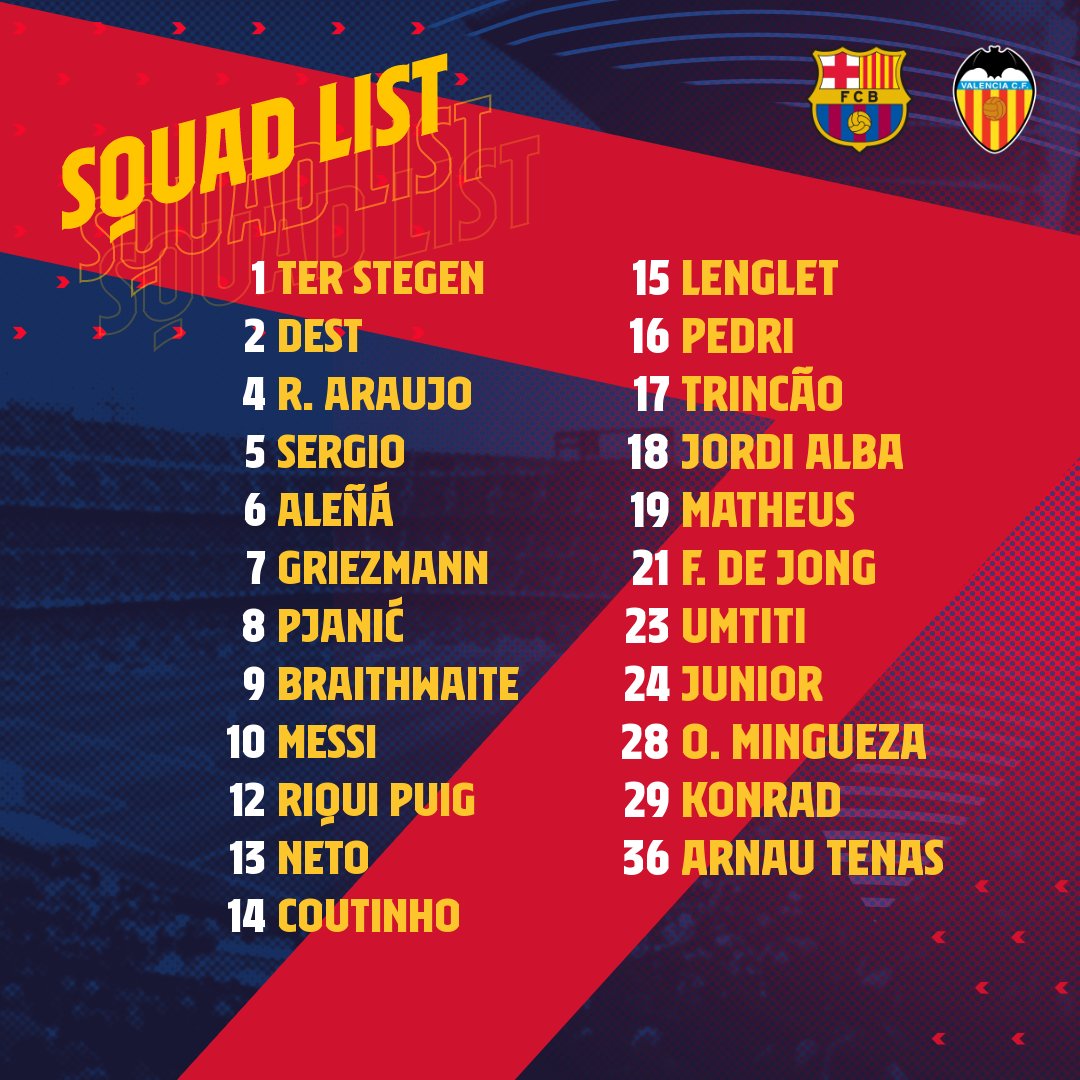 SQUAD LIST
FCB
VALENCIA C.F.
1 TER STEGEN
2 DEST
4 R. ARAUJO
5 SERGIO
6 ALEÑÁ
7 GRIEZMANN
8 PJANIĆ
9 BRAITHWAITE
10 MESSI
12 RIQUI PUIG
13 NETO
14 COUTINHO
15 LENGLET
16 PEDRI
17 TRINCÃO
18 JORDI ALBA
19 MATHEUS
21 F. DE JONG
23 UMTITI
24 JUNIOR
28 O. MINGUEZA
29 KONRAD
36 ARNAU TENAS